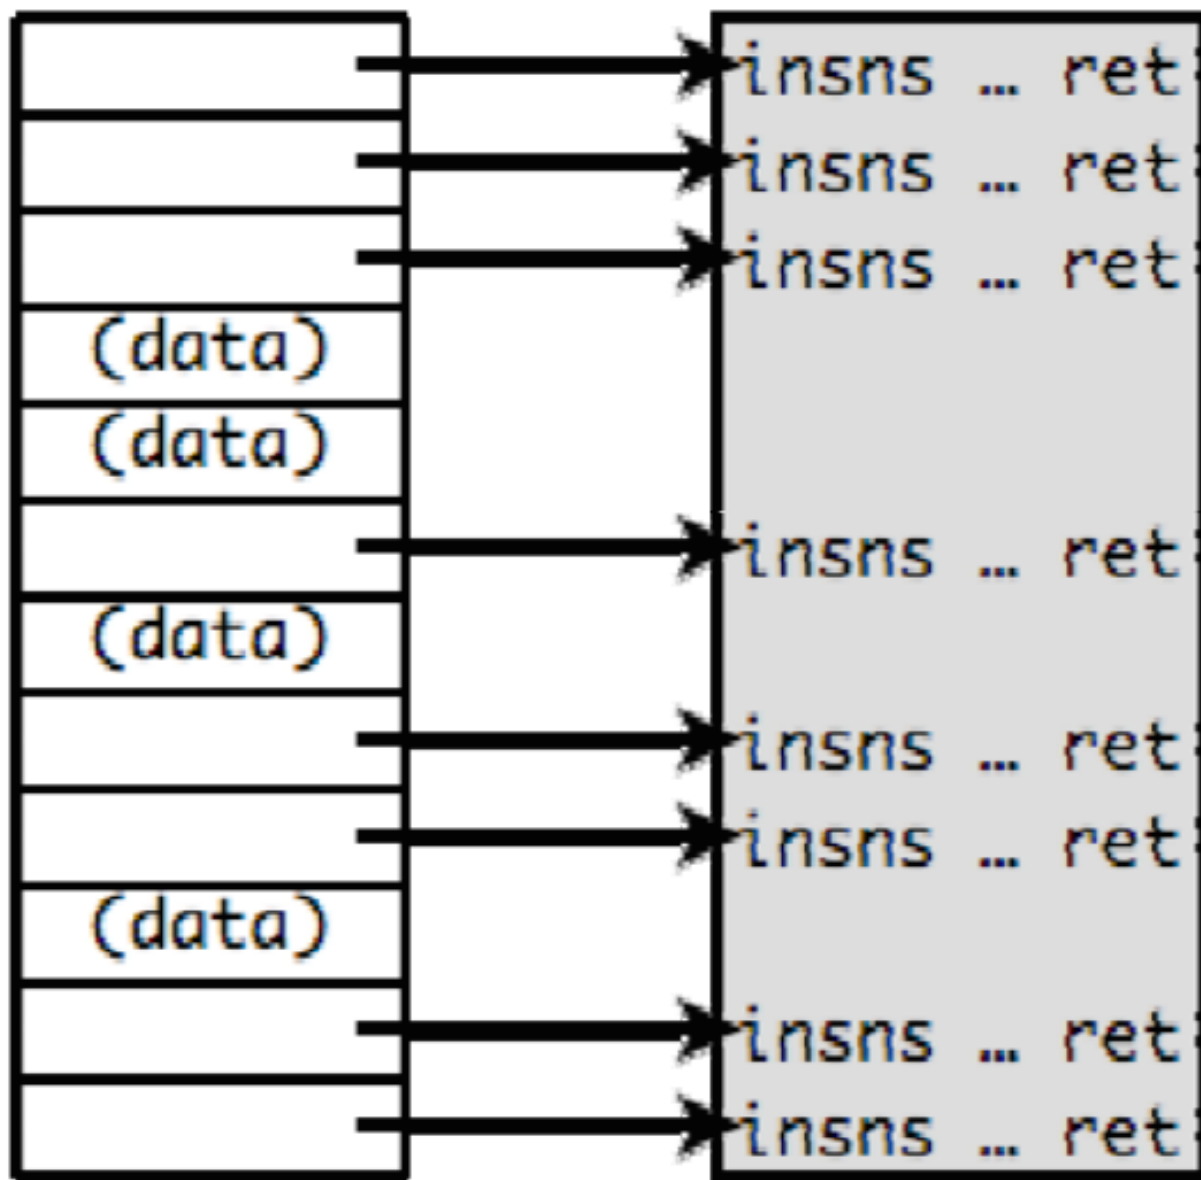 insns … ret
insns … ret
insns … ret
(data)
(data)
insns … ret
(data)
insns … ret
insns … ret
(data)
insns … ret
insns … ret